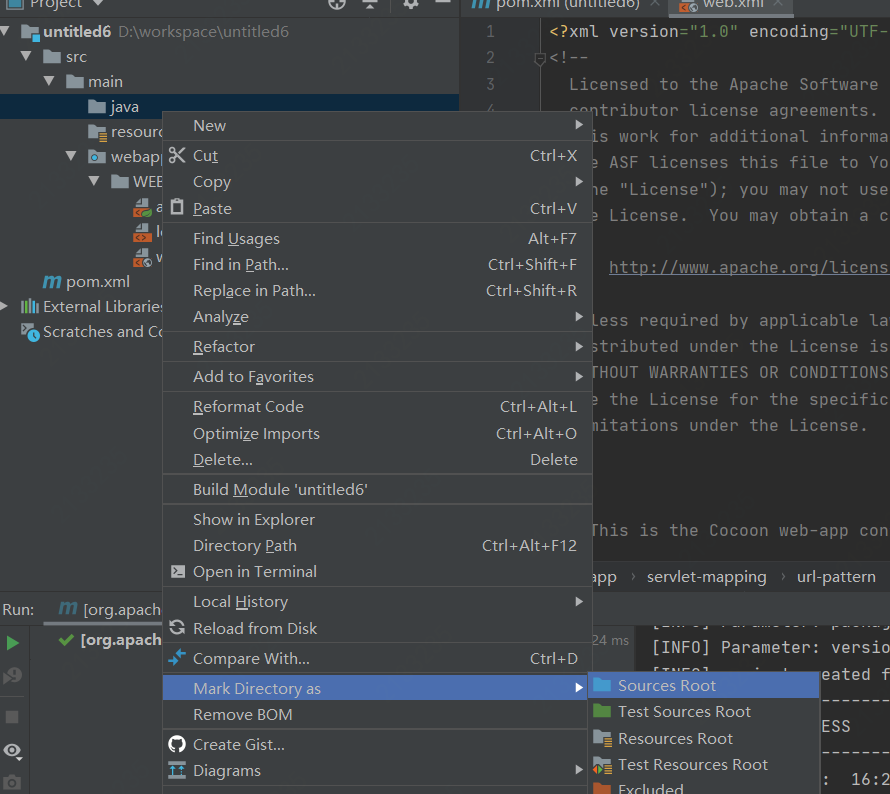 Project
pom.xml (untitled6)
web.xml
untitled6 D:\workspace\untitled6
src
main
java
resourc
webapp
WEB
pom.xml
External Libraries
Scratches and Co
New
Cut Ctrl+X
Copy
Paste Ctrl+V
Find Usages Alt+F7
Find in Path... Ctrl+Shift+F
Replace in Path... Ctrl+Shift+R
Analyze
Refactor
Add to Favorites
Reformat Code Ctrl+Alt+L
Optimize Imports Ctrl+Alt+O
Delete... Delete
Build Module 'untitled6'
Show in Explorer
Directory Path Ctrl+Alt+F12
Open in Terminal
Local History
Reload from Disk
Compare With... Ctrl+D
Mark Directory as
Remove BOM
Create Gist...
Diagrams
Sources Root
Test Sources Root
Resources Root
Test Resources Root
Excluded
1 <?xml version="1.0" encoding="UTF-
2 <!--
3 Licensed to the Apache Software
4 contributor license agreements.
is work for additional informa
e ASF licenses this file to Yo
he "License"); you may not use
e License. You may obtain a c
http://www.apache.org/licens
less required by applicable la
stributed under the License is
THOUT WARRANTIES OR CONDITIONS
e the License for the specific
mitations under the License.
This is the Cocoon web-app con
app › servlet-mapping › url-pattern
Run: [org.apach
[org.apach
24 ms
[INFO] Parameter: packag
[INFO] Parameter: versio
eated f
---------
ESS
---------
: 16:2